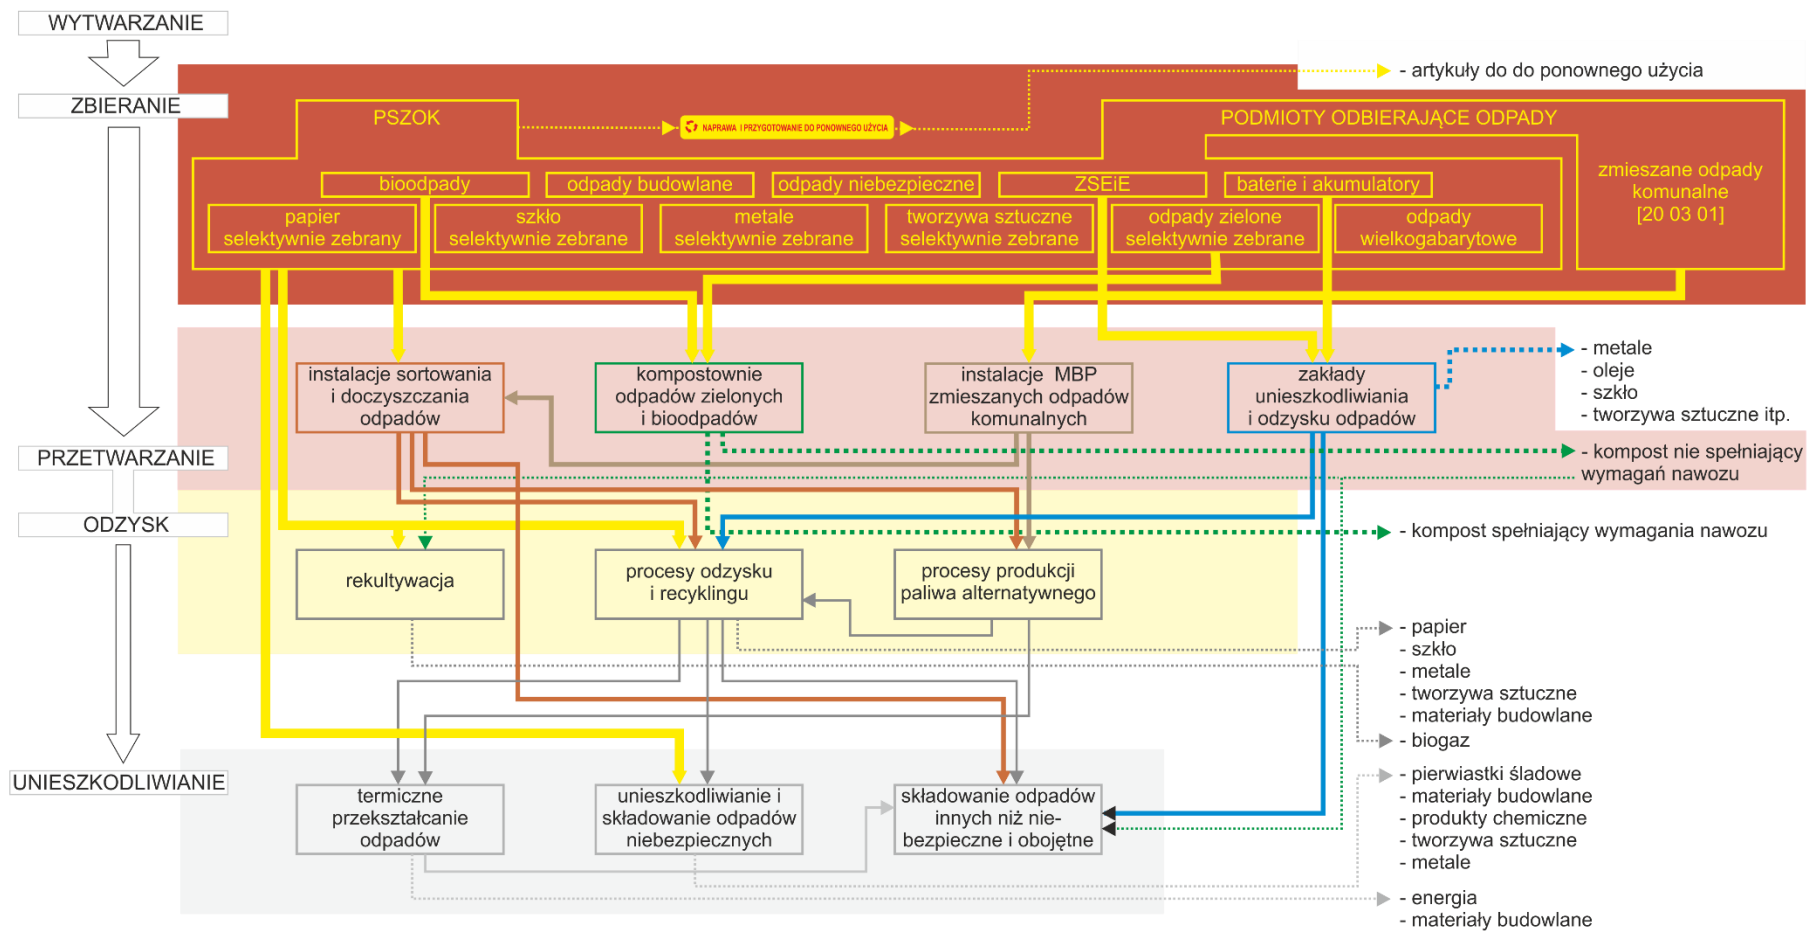 WYTWARZANIE
- artykuły do do ponownego użycia
ZBIERANIE
PSZOK
NAPRAWA I PRZYGOTOWANIE DO PONOWNEGO UŻYCIA
PODMIOTY ODBIERAJĄCE ODPADY
zmieszane odpady
komunalne
[20 03 01]
bioodpady
odpady budowlane
odpady niebezpieczne
ZSEiE
baterie i akumulatory
papier
selektywnie zebrany
szkło
selektywnie zebrane
metale
selektywnie zebrane
tworzywa sztuczne
selektywnie zebrane
odpady zielone
selektywnie zebrane
odpady
wielkogabarytowe
instalacje sortowania
i doczyszczania
odpadów
kompostownie
odpadów zielonych
i bioodpadów
instalacje MBP
zmieszanych odpadów
komunalnych
zakłady
unieszkodliwiania
i odzysku odpadów
- metale
- oleje
- szkło
- tworzywa sztuczne itp.
PRZETWARZANIE
- kompost nie spełniający
wymagań nawozu
ODZYSK
- kompost spełniający wymagania nawozu
rekultywacja
procesy odzysku
i recyklingu
procesy produkcji
paliwa alternatywnego
- papier
- szkło
- metale
- tworzywa sztuczne
- materiały budowlane
- biogaz
UNIESZKODLIWIANIE
termiczne
przekształcanie
odpadów
unieszkodliwianie i
składowanie odpadów
niebezpiecznych
składowanie odpadów
innych niż nie-
bezpieczne i obojętne
- pierwiastki śladowe
- materiały budowlane
- produkty chemiczne
- tworzywa sztuczne
- metale
- energia
- materiały budowlane